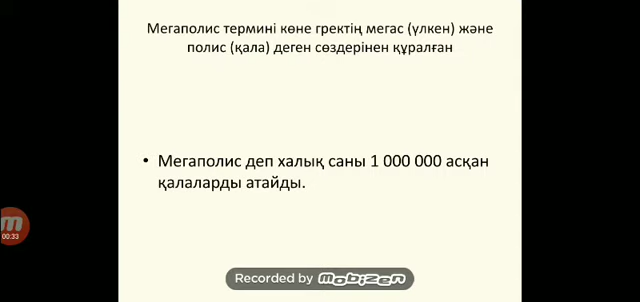 Мегаполис термині көне гректің мегас (үлкен) және
полис (қала) деген сөздерінен құралған
• Мегаполис деп халық саны 1 000 000 асқан
қалаларды атайды.
00:33
Recorded by mobizen